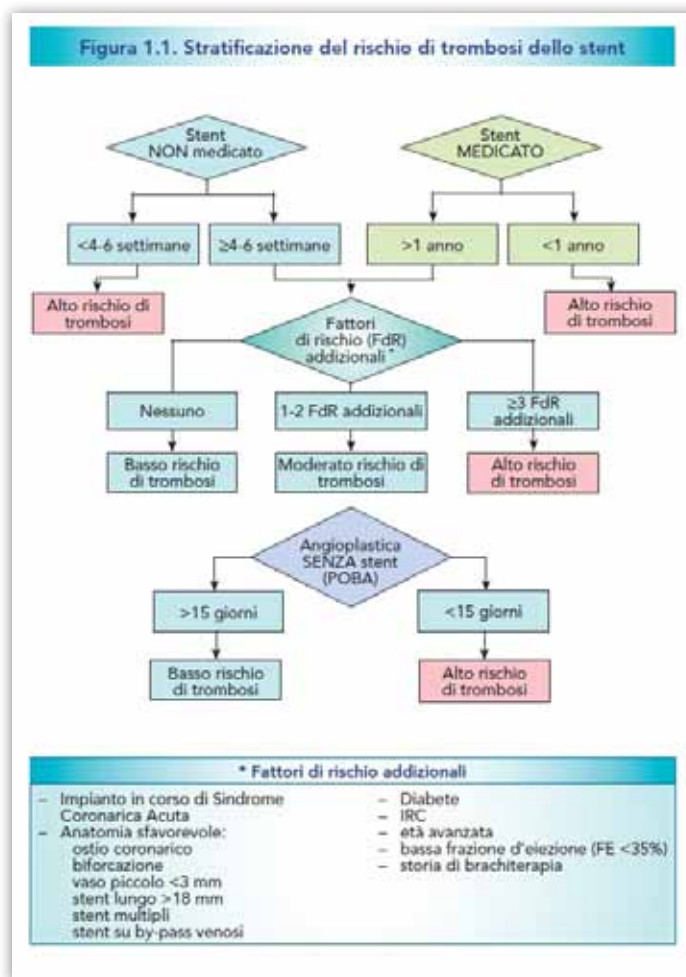 Figura 1.1. Stratificazione del rischio di trombosi dello stent
Stent
NON medicato
Stent
MEDICATO
<4-6 settimane
≥4-6 settimane
>1 anno
<1 anno
Alto rischio di
trombosi
Alto rischio
di trombosi
Fattori
di rischio (FdR)
addizionali *
Nessuno
1-2 FdR addizionali
≥3 FdR
addizionali
Basso rischio
di trombosi
Moderato rischio di
trombosi
Alto rischio di
trombosi
Angioplastica
SENZA stent
(POBA)
>15 giorni
<15 giorni
Basso rischio
di trombosi
Alto rischio
di trombosi
* Fattori di rischio addizionali
– Impianto in corso di Sindrome
Coronarica Acuta
– Anatomia sfavorevole:
ostio coronarico
biforcazione
vaso piccolo <3 mm
stent lungo >18 mm
stent multipli
stent su by-pass venosi
– Diabete
– IRC
– età avanzata
– bassa frazione d'eiezione (FE <35%)
– storia di brachiterapia